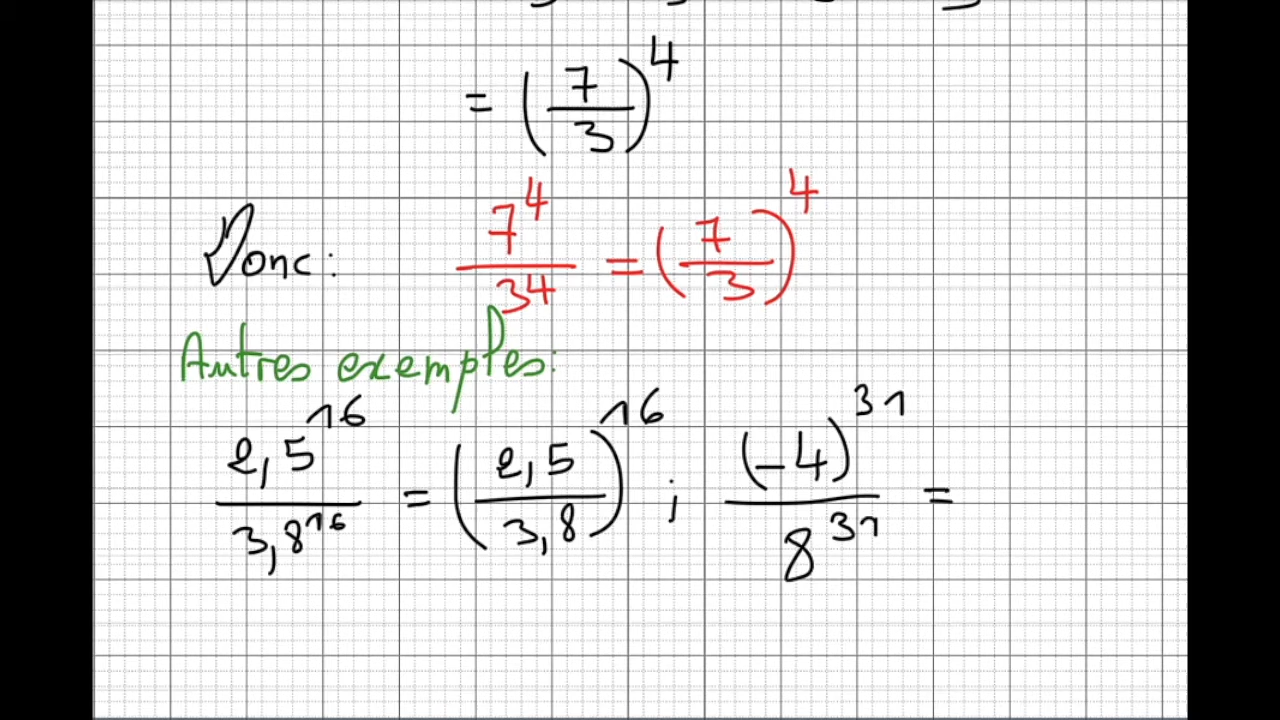 = (7/3)^4
Donc: 7^4/3^4 = (7/3)^4
Autres exemples:
2,5^16/3,8^16 = (2,5/3,8)^16 ; (-4)^31/8^31 =